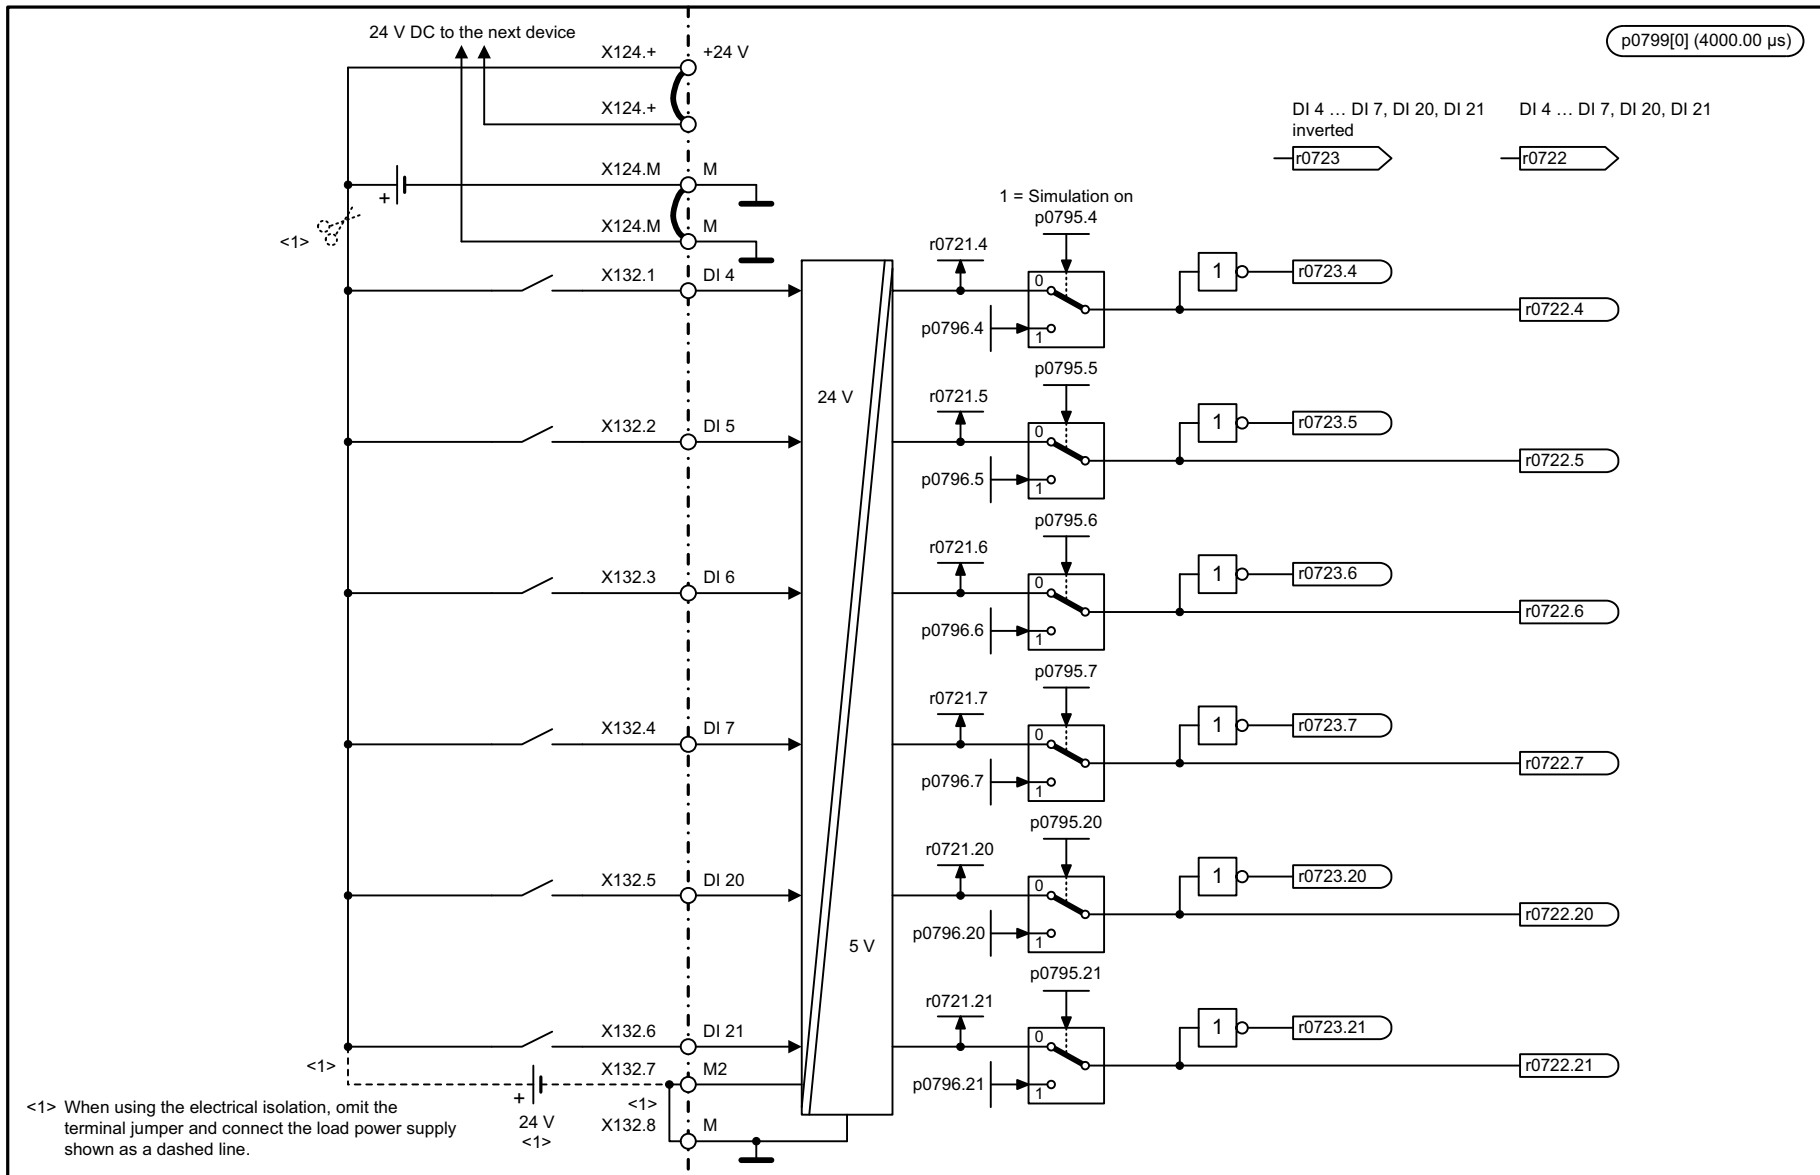 24 V DC to the next device
X124.+
+24 V
p0799[0] (4000.00 µs)
X124.+
DI 4 … DI 7, DI 20, DI 21
inverted
DI 4 … DI 7, DI 20, DI 21
r0723
r0722
X124.M
M
+
1 = Simulation on
<1>
X124.M
M
p0795.4
r0721.4
X132.1
DI 4
0
1
r0723.4
r0722.4
p0796.4
1
24 V
p0795.5
r0721.5
X132.2
DI 5
0
1
r0723.5
r0722.5
p0796.5
1
p0795.6
r0721.6
X132.3
DI 6
0
1
r0723.6
r0722.6
p0796.6
1
p0795.7
r0721.7
X132.4
DI 7
0
1
r0723.7
r0722.7
p0796.7
1
p0795.20
r0721.20
X132.5
DI 20
0
1
r0723.20
r0722.20
p0796.20
1
5 V
p0795.21
r0721.21
X132.6
DI 21
0
1
r0723.21
r0722.21
p0796.21
1
<1>
X132.7
M2
+
24 V
<1>
<1>
X132.8
M
<1> When using the electrical isolation, omit the
terminal jumper and connect the load power supply
shown as a dashed line.